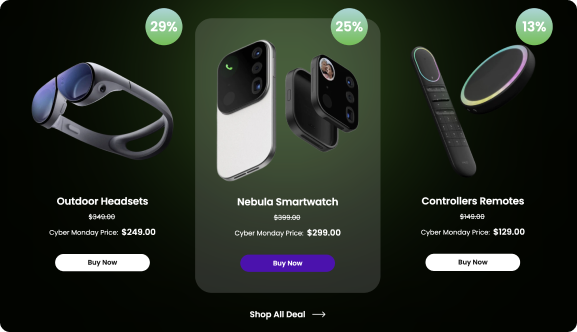 29%
Outdoor Headsets
$349.00
Cyber Monday Price: $249.00
Buy Now
25%
Nebula Smartwatch
$399.00
Cyber Monday Price: $299.00
Buy Now
13%
Controllers Remotes
$149.00
Cyber Monday Price: $129.00
Buy Now
Shop All Deal